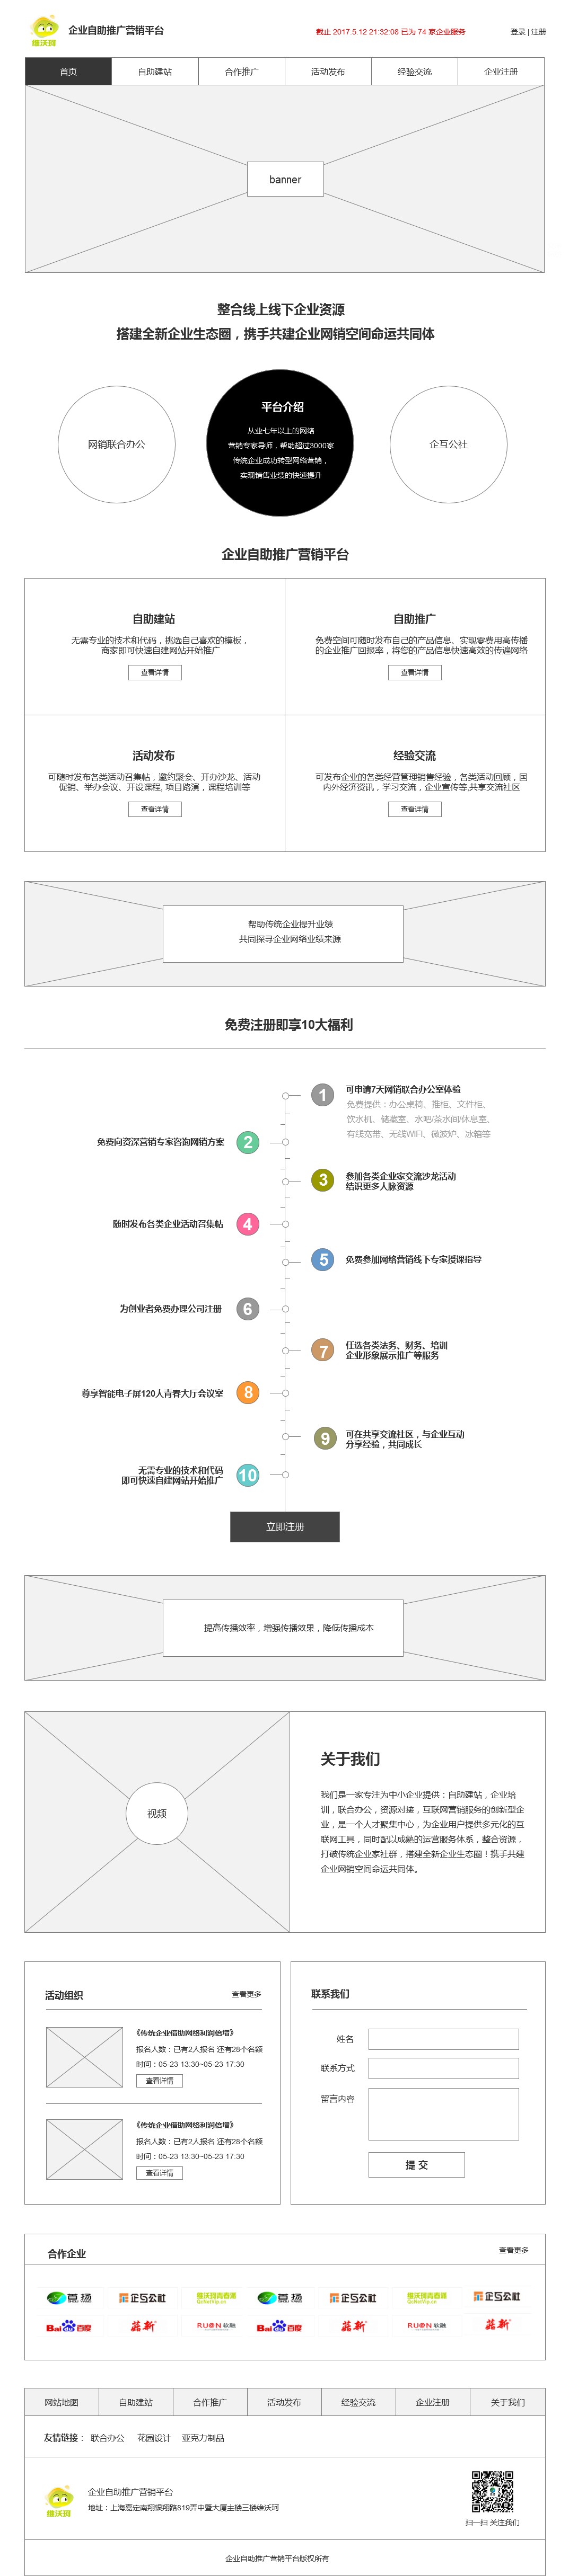 维沃珂
企业自助推广营销平台
截止 2017.5.12 21:32:08 已为 74 家企业服务
登录 | 注册
首页
自助建站
合作推广
活动发布
经验交流
企业注册
banner
整合线上线下企业资源
搭建全新企业生态圈，携手共建企业网销空间命运共同体
网销联合办公
平台介绍
从业七年以上的网络
营销专家导师，帮助超过3000家
传统企业成功转型网络营销，
实现销售业绩的快速提升
企互公社
企业自助推广营销平台
自助建站
无需专业的技术和代码，挑选自己喜欢的模板，
商家即可快速自建网站开始推广
查看详情
自助推广
免费空间可随时发布自己的产品信息、实现零费用高传播
的企业推广回报率，将您的产品信息快速高效的传遍网络
查看详情
活动发布
可随时发布各类活动召集帖，邀约聚会、开办沙龙、活动
促销、举办会议、开设课程, 项目路演，课程培训等
查看详情
经验交流
可发布企业的各类经营管理销售经验，各类活动回顾，国
内外经济资讯，学习交流，企业宣传等,共享交流社区
查看详情
帮助传统企业提升业绩
共同探寻企业网络业绩来源
免费注册即享10大福利
1
可申请7天网销联合办公室体验
免费提供：办公桌椅、推柜、文件柜、
饮水机、储藏室、水吧/茶水间/休息室、
有线宽带、无线WIFI、微波炉、冰箱等
免费向资深营销专家咨询网销方案
2
3
参加各类企业家交流沙龙活动
结识更多人脉资源
随时发布各类企业活动召集帖
4
5
免费参加网络营销线下专家授课指导
为创业者免费办理公司注册
6
7
任选各类法务、财务、培训
企业形象展示推广等服务
尊享智能电子屏120人青春大厅会议室
8
9
可在共享交流社区，与企业互动
分享经验，共同成长
无需专业的技术和代码
即可快速自建网站开始推广
10
立即注册
提高传播效率，增强传播效果，降低传播成本
视频
关于我们
我们是一家专注为中小企业提供：自助建站，企业培
训，联合办公，资源对接，互联网营销服务的创新型企
业，是一个人才聚集中心，为企业用户提供多元化的互
联网工具，同时配以成熟的运营服务体系，整合资源，
打破传统企业家社群，搭建全新企业生态圈！携手共建
企业网销空间命运共同体。
活动组织
查看更多
《传统企业借助网络利润倍增》
报名人数：已有2人报名 还有28个名额
时间：05-23 13:30~05-23 17:30
查看详情
《传统企业借助网络利润倍增》
报名人数：已有2人报名 还有28个名额
时间：05-23 13:30~05-23 17:30
查看详情
联系我们
姓名
联系方式
留言内容
提 交
合作企业
查看更多
企互公社
企互公社
企互公社
Bai 百度
菇新
RUON 软融
Bai 百度
菇新
RUON 软融
菇新
网站地图
自助建站
合作推广
活动发布
经验交流
企业注册
关于我们
友情链接： 联合办公 花园设计 亚克力制品
维沃珂
企业自助推广营销平台
地址：上海嘉定南翔银翔路819弄中暨大厦主楼三楼维沃珂
扫一扫 关注我们
企业自助推广营销平台版权所有